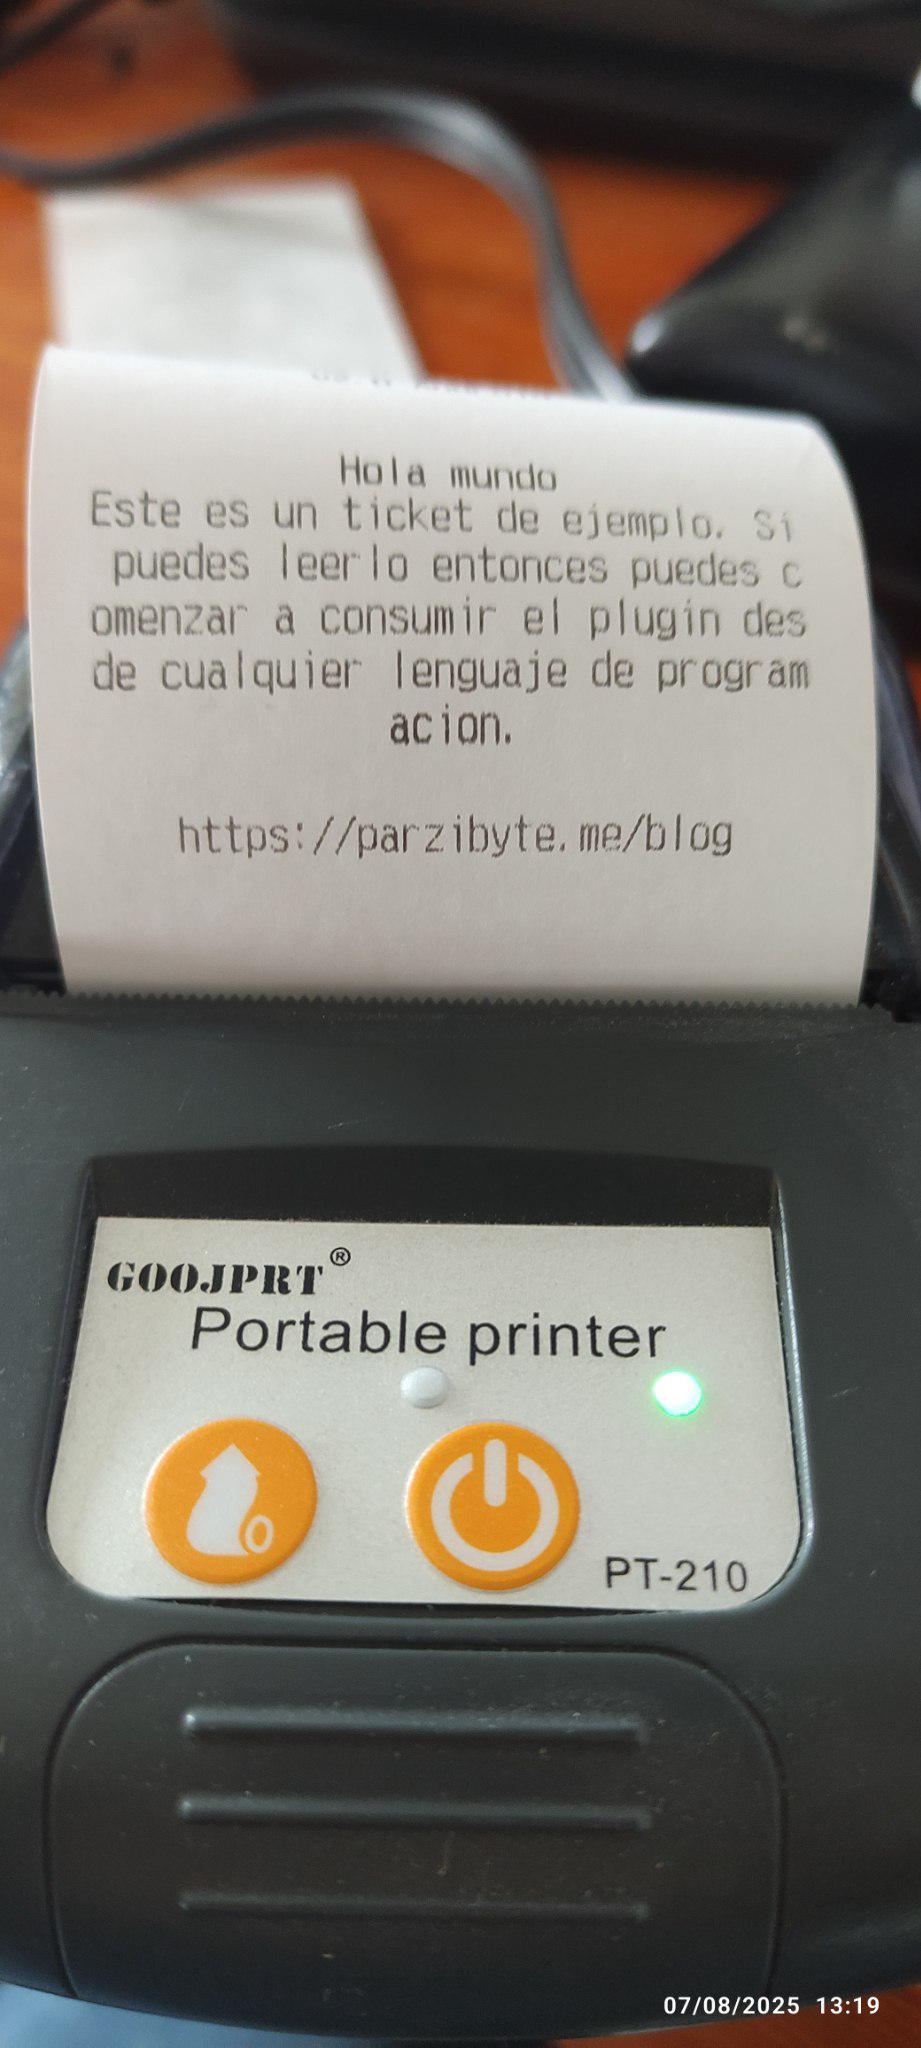 Hola mundo
Este es un ticket de ejemplo. Si
puedes leerlo entonces puedes c
omenzar a consumir el plugin des
de cualquier lenguaje de program
acion.
https://parzibyte.me/blog
GOOJPRT®
Portable printer
PT-210
07/08/2025 13:19